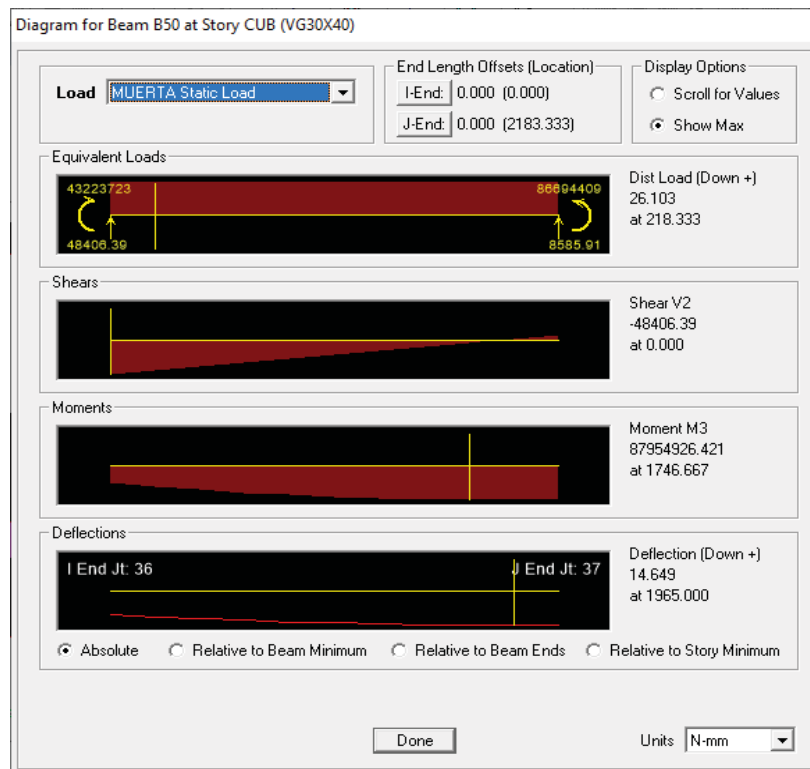 Diagram for Beam B50 at Story CUB (VG30X40)
Load MUERTA Static Load
End Length Offsets (Location)
I-End: 0.000 (0.000)
J-End: 0.000 (2183.333)
Display Options
Scroll for Values
Show Max
Equivalent Loads
43223723 86694409
48406.39 8585.91
Dist Load (Down +)
26.103
at 218.333
Shears
Shear V2
-48406.39
at 0.000
Moments
Moment M3
87954926.421
at 1746.667
Deflections
I End Jt: 36 J End Jt: 37
Deflection (Down +)
14.649
at 1965.000
Absolute Relative to Beam Minimum Relative to Beam Ends Relative to Story Minimum
Done
Units N-mm